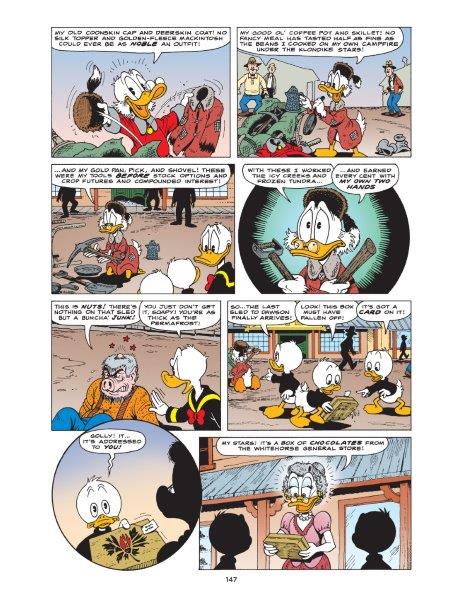 MY OLD COONSKIN CAP AND DEERSKIN COAT! NO
SILK TOPPER AND GOLDEN-FLEECE MACKINTOSH
COULD EVER BE AS NOBLE AN OUTFIT!
MY GOOD OL' COFFEE POT AND SKILLET! NO
FANCY MEAL HAS TASTED HALF AS FINE AS
THE BEANS I COOKED ON MY OWN CAMPFIRE
UNDER THE KLONDIKE STARS!
...AND MY GOLD PAN, PICK, AND SHOVEL! THESE
WERE MY TOOLS BEFORE STOCK OPTIONS AND
CROP FUTURES AND COMPOUNDED INTEREST!
WITH THESE I WORKED
THE ICY CREEKS AND
FROZEN TUNDRA...
...AND EARNED
EVERY CENT WITH
MY OWN TWO
HANDS
THIS IS NUTS! THERE'S
NOTHING ON THAT SLED
BUT A BUNCHA' JUNK!
YOU JUST DON'T GET
IT, SOAPY! YOU'RE AS
THICK AS THE
PERMAFROST!
SO... THE LAST
SLED TO DAWSON
FINALLY ARRIVES!
LOOK! THIS BOX
MUST HAVE
FALLEN OFF!
IT'S GOT A
CARD ON IT!
GOLLY! IT...
IT'S ADDRESSED
TO YOU!
MY STARS! IT'S A BOX OF CHOCOLATES FROM
THE WHITEHORSE GENERAL STORE!
147